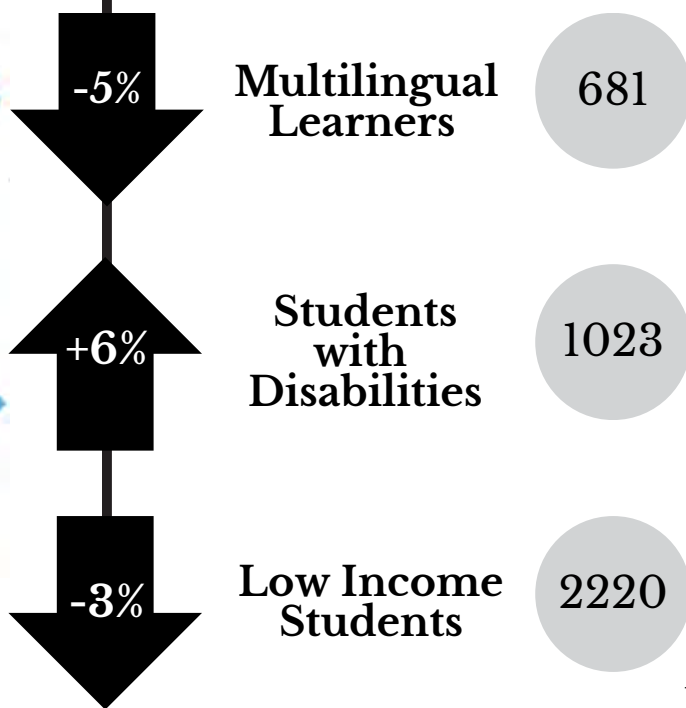 -5%
Multilingual
Learners
681
+6%
Students
with
Disabilities
1023
-3%
Low Income
Students
2220